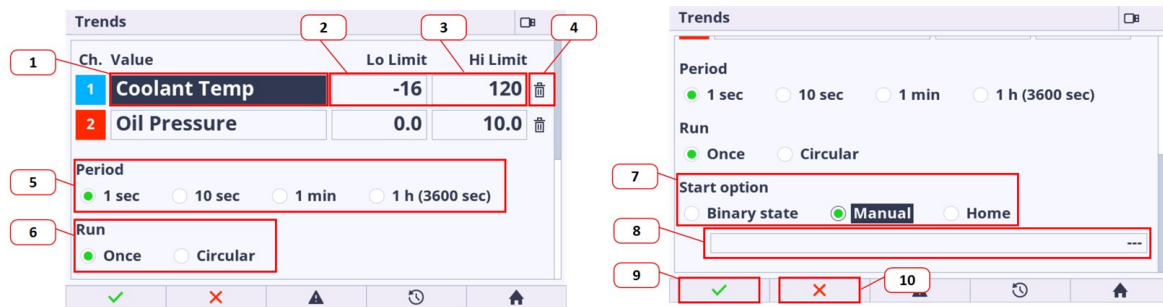 Trends
2
3
4
1
Ch. Value Lo Limit Hi Limit
1 Coolant Temp -16 120
2 Oil Pressure 0.0 10.0
5
Period
1 sec 10 sec 1 min 1 h (3600 sec)
6
Run
Once Circular
Trends
Period
1 sec 10 sec 1 min 1 h (3600 sec)
Run
Once Circular
7
Start option
Binary state Manual Home
8
---
9
10